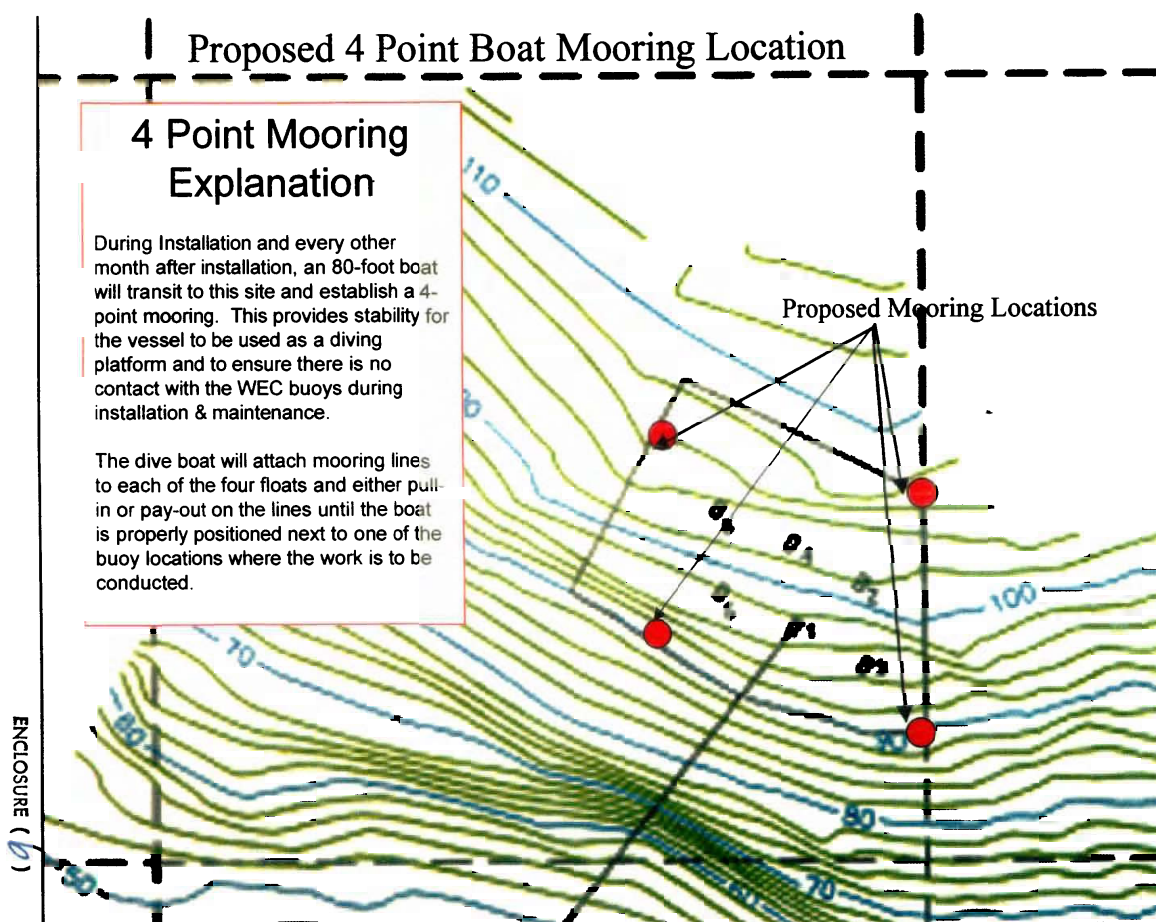 Proposed 4 Point Boat Mooring Location
4 Point Mooring
Explanation
During Installation and every other
month after installation, an 80-foot boat
will transit to this site and establish a 4-
point mooring.  This provides stability for
the vessel to be used as a diving
platform and to ensure there is no
contact with the WEC buoys during
installation & maintenance.
The dive boat will attach mooring lines
to each of the four floats and either pull-
in or pay-out on the lines until the boat
is properly positioned next to one of the
buoy locations where the work is to be
conducted.
110
Proposed Mooring Locations
100
70
80
90
80
70
50
ENCLOSURE (6)